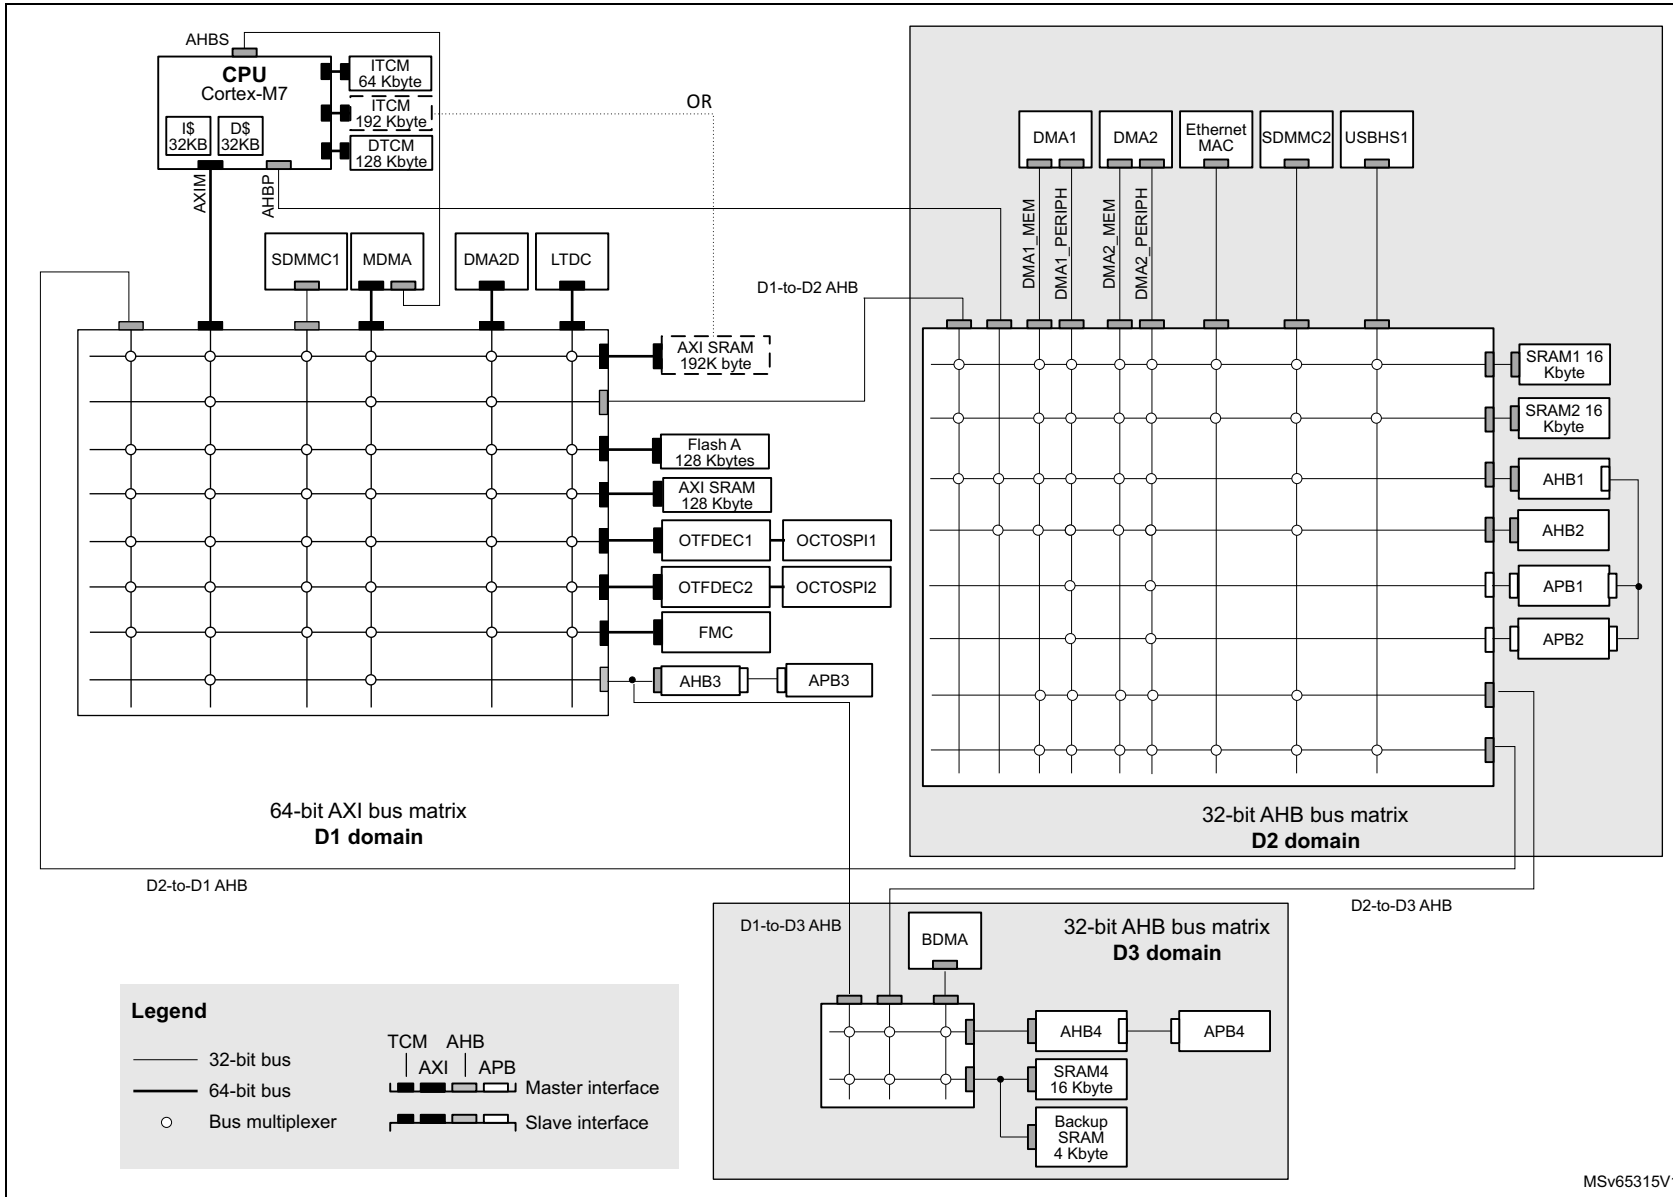 AHBS
CPU
Cortex-M7
I$
32KB
D$
32KB
ITCM
64 Kbyte
ITCM
192 Kbyte
DTCM
128 Kbyte
OR
AXIM
AHBP
SDMMC1
MDMA
DMA2D
LTDC
D1-to-D2 AHB
AXI SRAM
192K byte
Flash A
128 Kbytes
AXI SRAM
128 Kbyte
OTFDEC1
OCTOSPI1
OTFDEC2
OCTOSPI2
FMC
AHB3
APB3
64-bit AXI bus matrix
D1 domain
DMA1
DMA2
Ethernet
MAC
SDMMC2
USBHS1
DMA1_MEM
DMA1_PERIPH
DMA2_MEM
DMA2_PERIPH
SRAM1 16
Kbyte
SRAM2 16
Kbyte
AHB1
AHB2
APB1
APB2
32-bit AHB bus matrix
D2 domain
D2-to-D1 AHB
D2-to-D3 AHB
D1-to-D3 AHB
BDMA
32-bit AHB bus matrix
D3 domain
AHB4
APB4
SRAM4
16 Kbyte
Backup
SRAM
4 Kbyte
Legend
32-bit bus
64-bit bus
Bus multiplexer
TCM
AHB
AXI
APB
Master interface
Slave interface
MSv65315V1